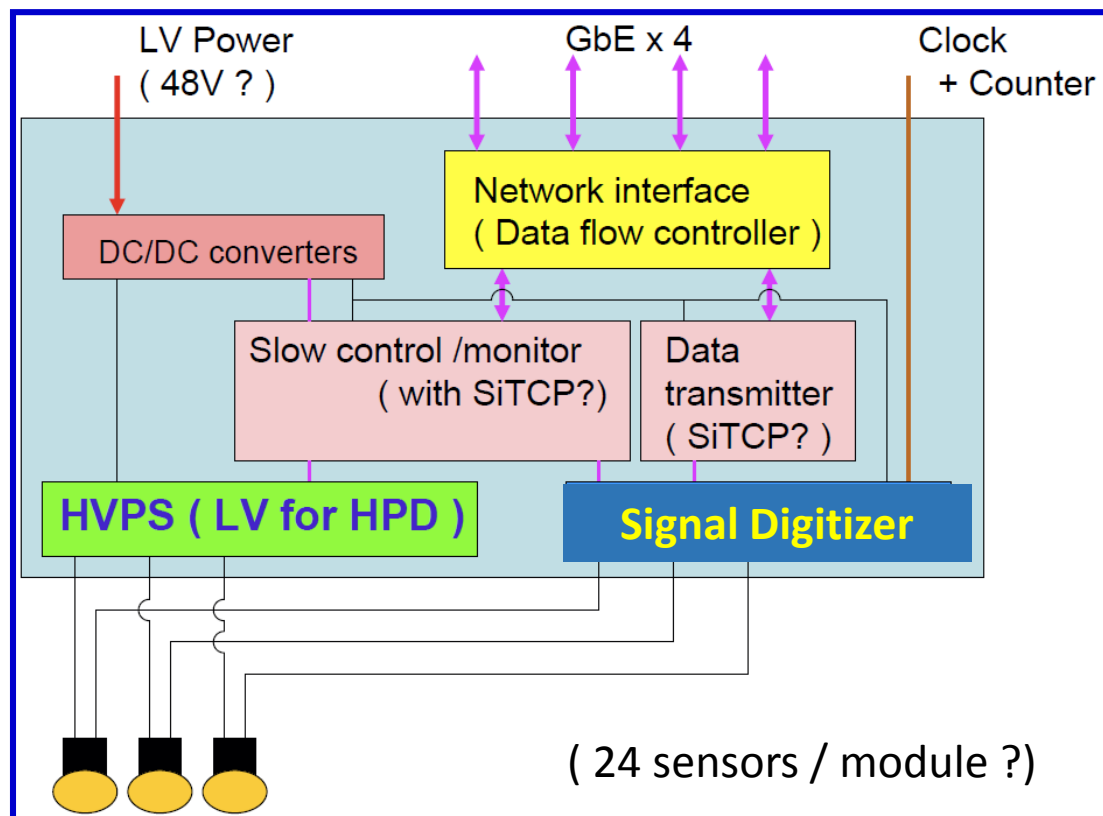 LV Power
( 48V ? )
GbE x 4
Clock
+ Counter
Network interface
( Data flow controller )
DC/DC converters
Slow control /monitor
( with SiTCP?)
Data
transmitter
( SiTCP? )
HVPS ( LV for HPD )
Signal Digitizer
( 24 sensors / module ?)